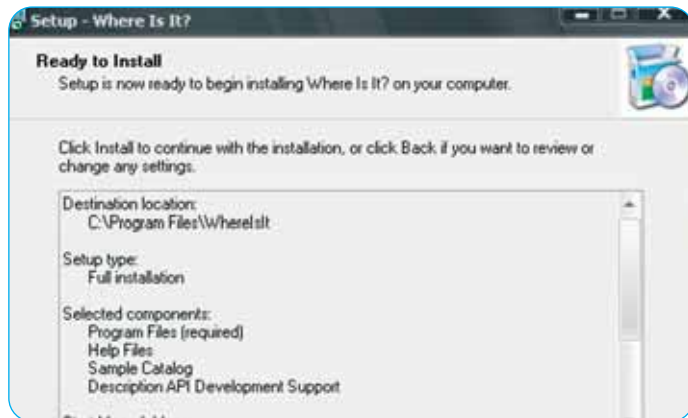 Setup - Where Is It?
Ready to Install
Setup is now ready to begin installing Where Is It? on your computer.
Click Install to continue with the installation, or click Back if you want to review or
change any settings.
Destination location:
C:\Program Files\WhereIsIt
Setup type:
Full installation
Selected components:
Program Files (required)
Help Files
Sample Catalog
Description API Development Support